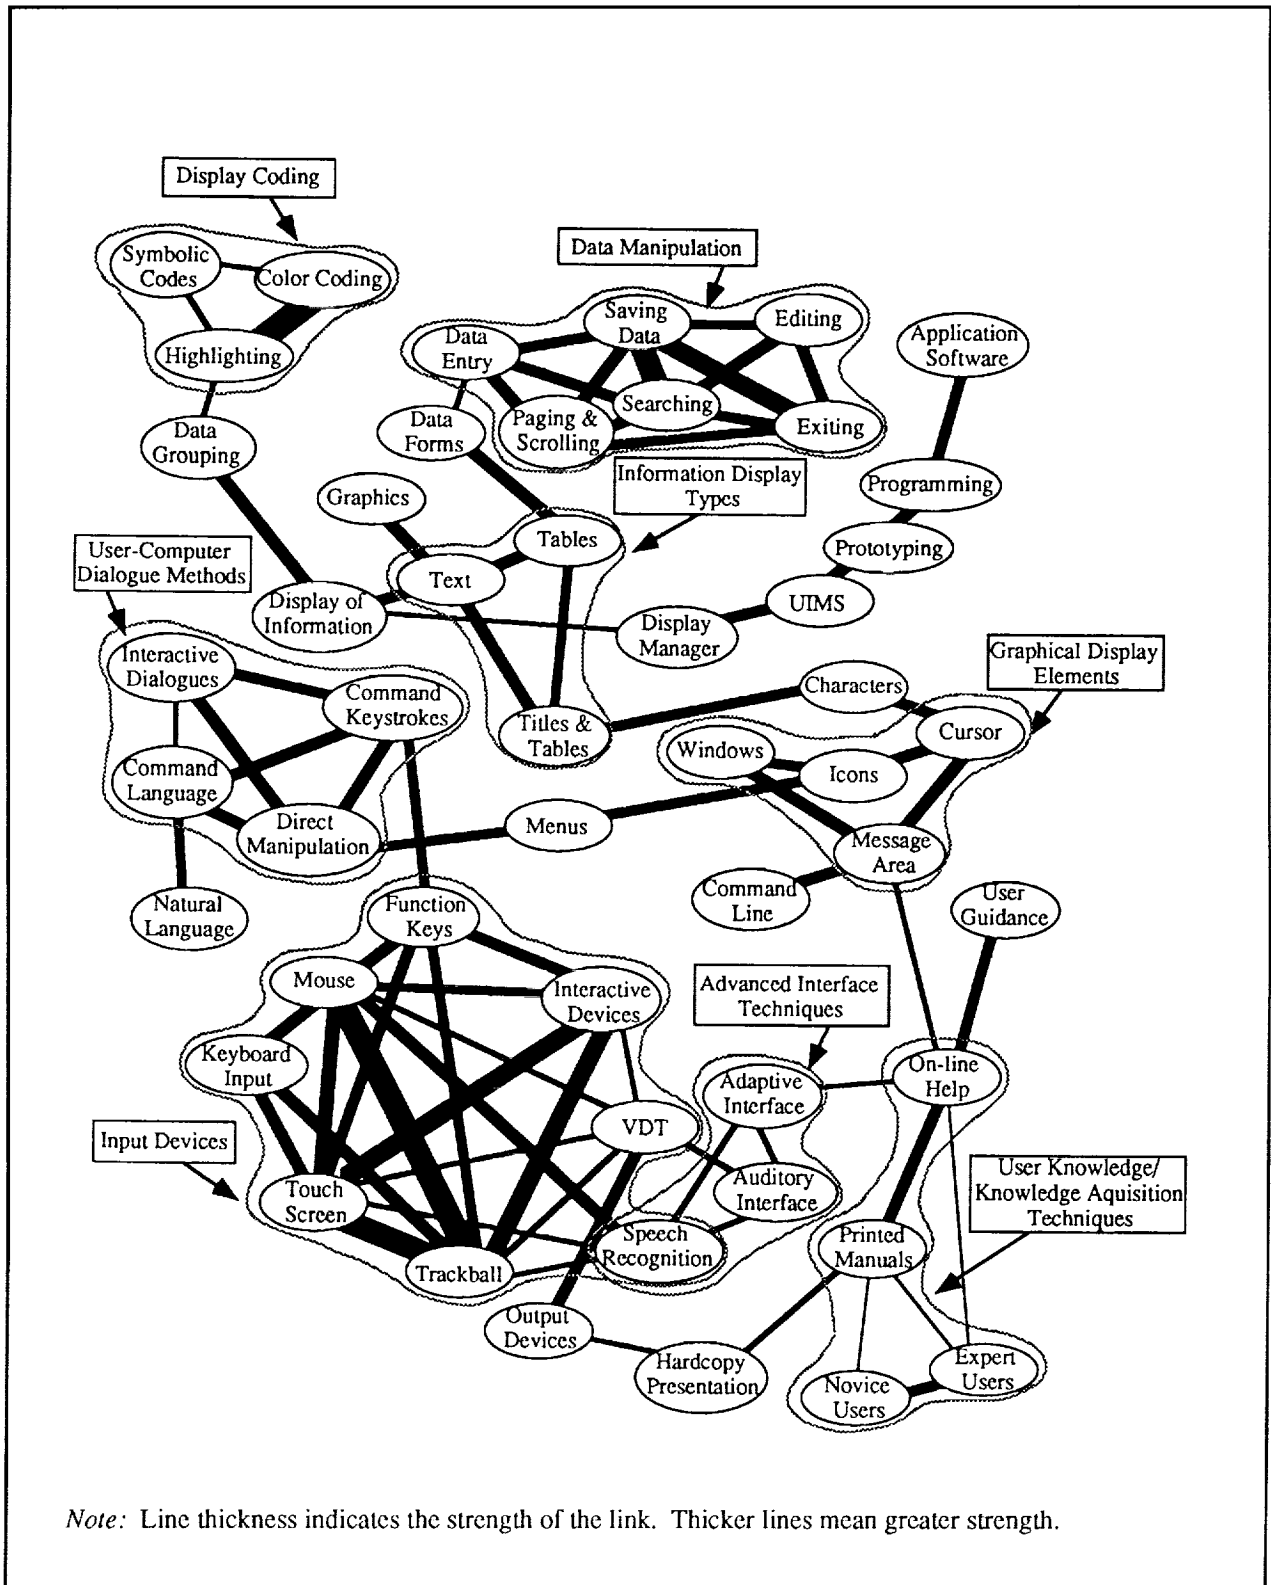 Display Coding
Symbolic
Codes
Color Coding
Highlighting
Data Manipulation
Saving
Data
Editing
Data
Entry
Searching
Paging &
Scrolling
Exiting
Application
Software
Data
Grouping
Data
Forms
Information Display
Types
Graphics
Programming
Tables
Prototyping
User-Computer
Dialogue Methods
Text
Display of
Information
UIMS
Display
Manager
Interactive
Dialogues
Command
Keystrokes
Graphical Display
Elements
Characters
Titles &
Tables
Cursor
Windows
Icons
Command
Language
Direct
Manipulation
Menus
Message
Area
Command
Line
User
Guidance
Natural
Language
Function
Keys
Mouse
Interactive
Devices
Advanced Interface
Techniques
Keyboard
Input
Adaptive
Interface
On-line
Help
Input Devices
VDT
Touch
Screen
Auditory
Interface
User Knowledge/
Knowledge Aquisition
Techniques
Speech
Recognition
Printed
Manuals
Trackball
Output
Devices
Hardcopy
Presentation
Expert
Users
Novice
Users
Note: Line thickness indicates the strength of the link. Thicker lines mean greater strength.